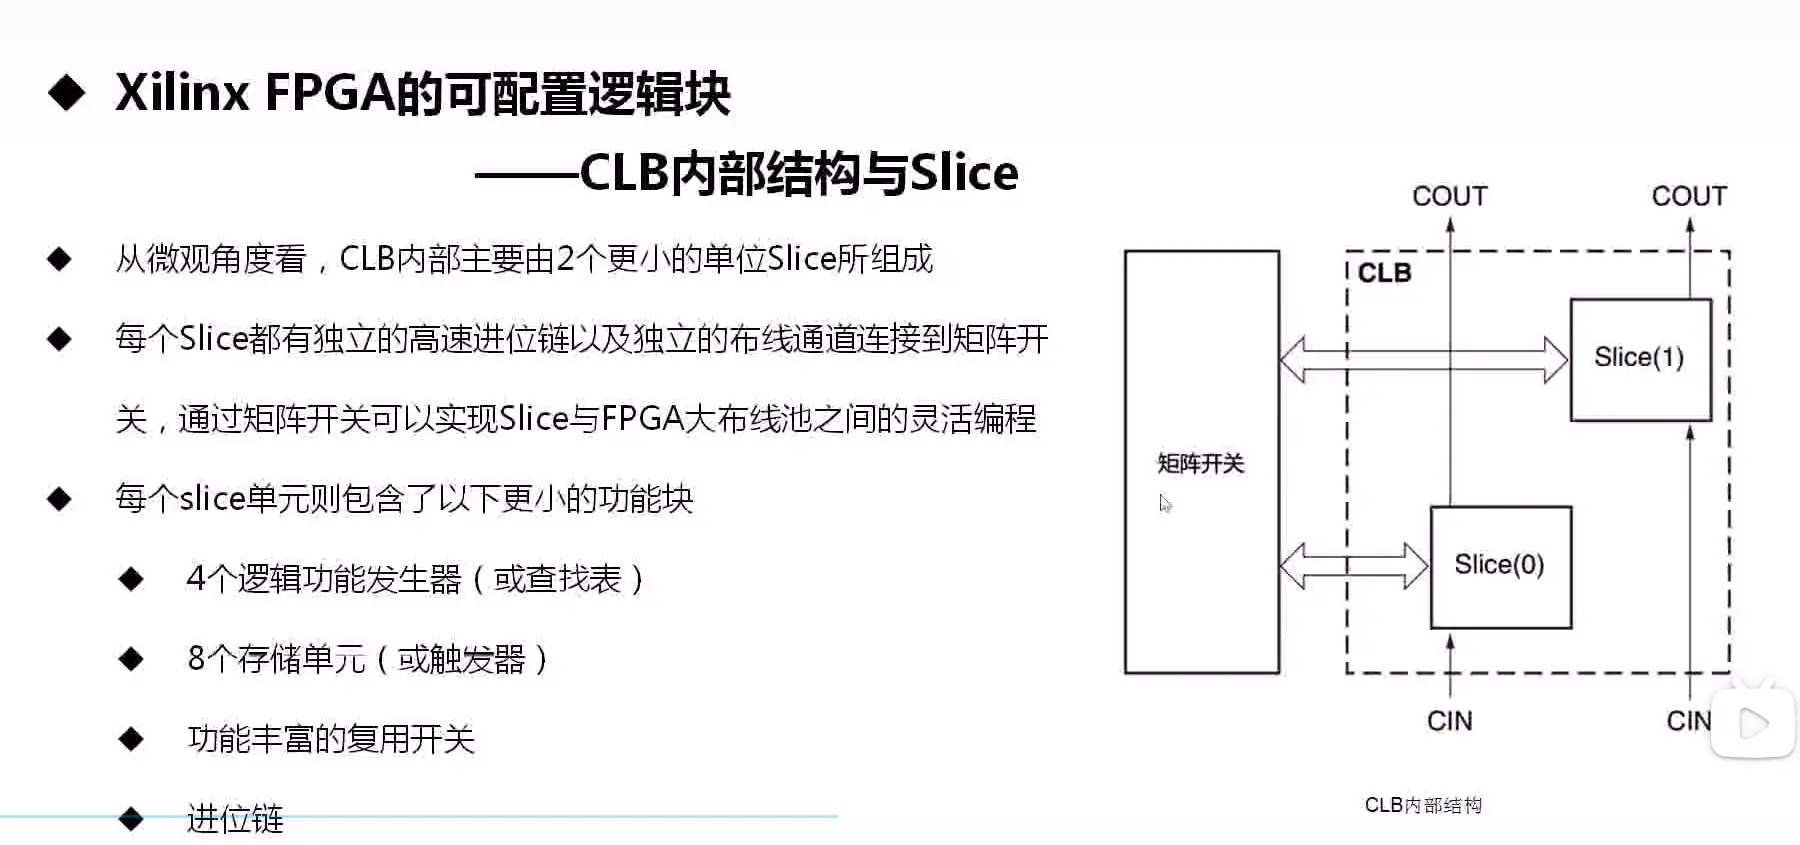 Xilinx FPGA的可配置逻辑块
——CLB内部结构与Slice
从微观角度看，CLB内部主要由2个更小的单位Slice所组成
每个Slice都有独立的高速进位链以及独立的布线通道连接到矩阵开
关，通过矩阵开关可以实现Slice与FPGA大布线池之间的灵活编程
每个slice单元则包含了以下更小的功能块
4个逻辑功能发生器（或查找表）
8个存储单元（或触发器）
功能丰富的复用开关
进位链
COUT
COUT
CLB
Slice(1)
矩阵开关
Slice(0)
CIN
CIN
CLB内部结构